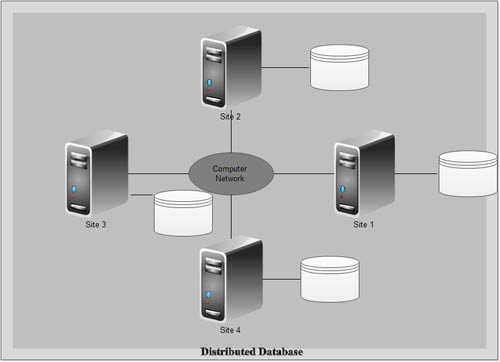 Site 2
Computer
Network
Site 3
Site 1
Site 4
Distributed Database